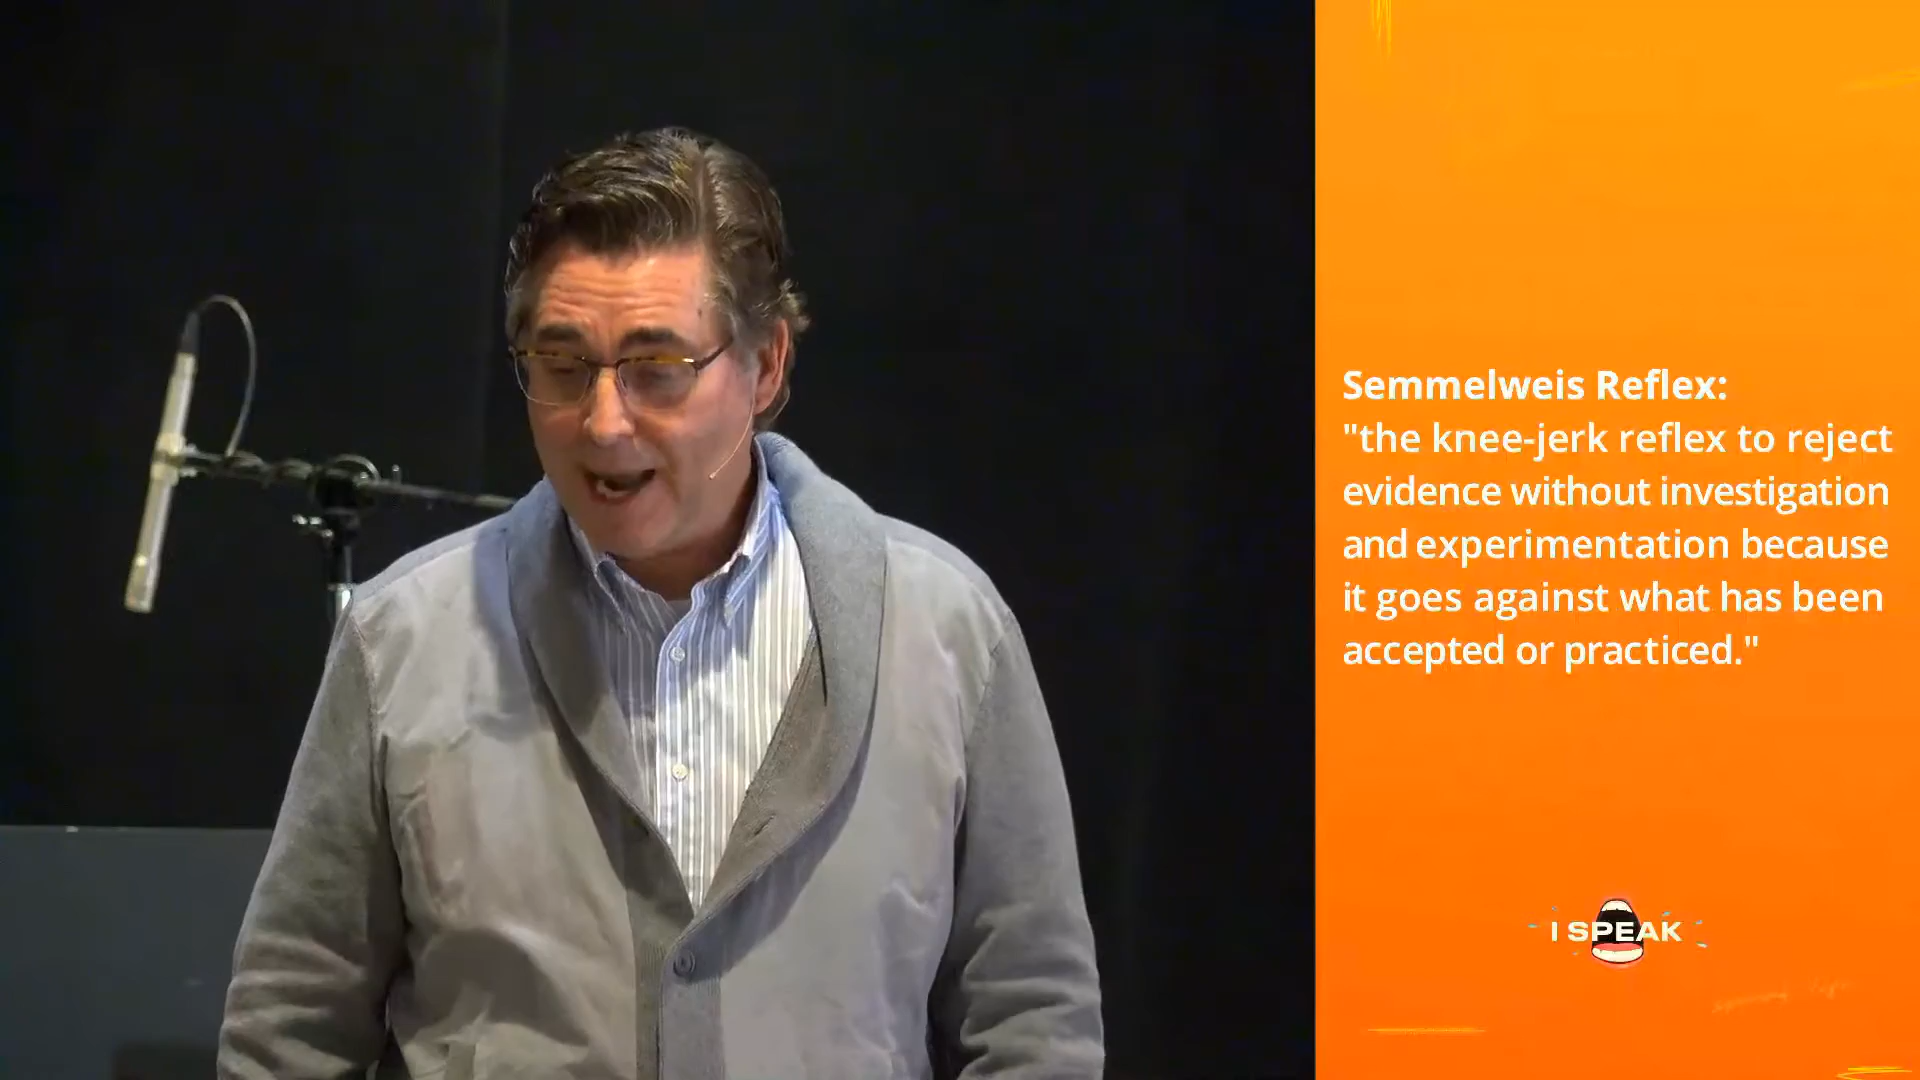 Semmelweis Reflex:
"the knee-jerk reflex to reject
evidence without investigation
and experimentation because
it goes against what has been
accepted or practiced."
I SPEAK